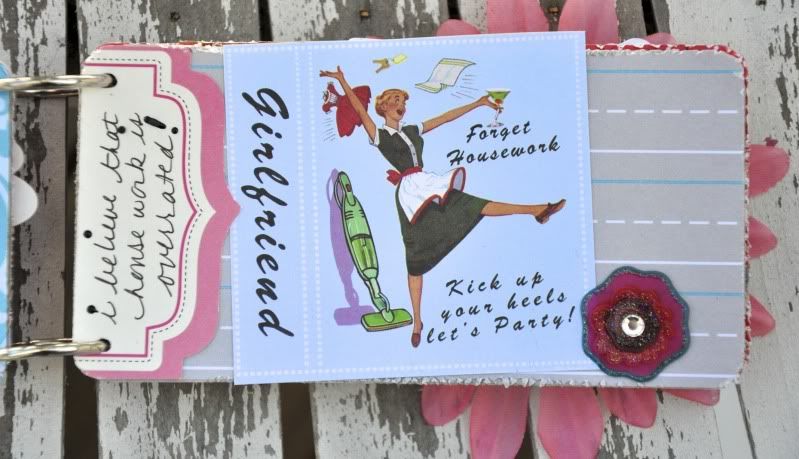 i believe that
house work is
overrated!
Girlfriend
Forget
Housework
Kick up
your heels
let's Party!